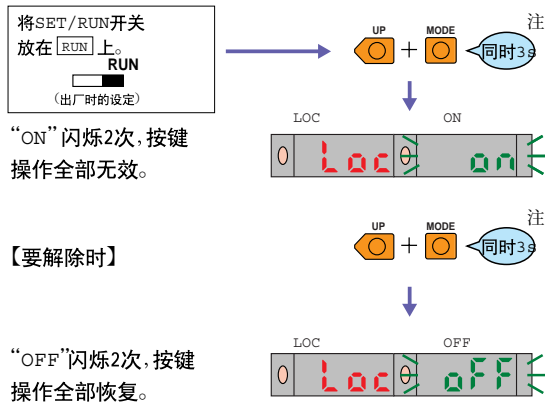 将SET/RUN开关
放在 RUN 上。
RUN
(出厂时的设定)
UP + MODE 同时3s 注
LOC ON
Loc on
“ON”闪烁2次,按键
操作全部无效。
【要解除时】
UP + MODE 同时3s 注
LOC OFF
Loc oFF
“OFF”闪烁2次,按键
操作全部恢复。